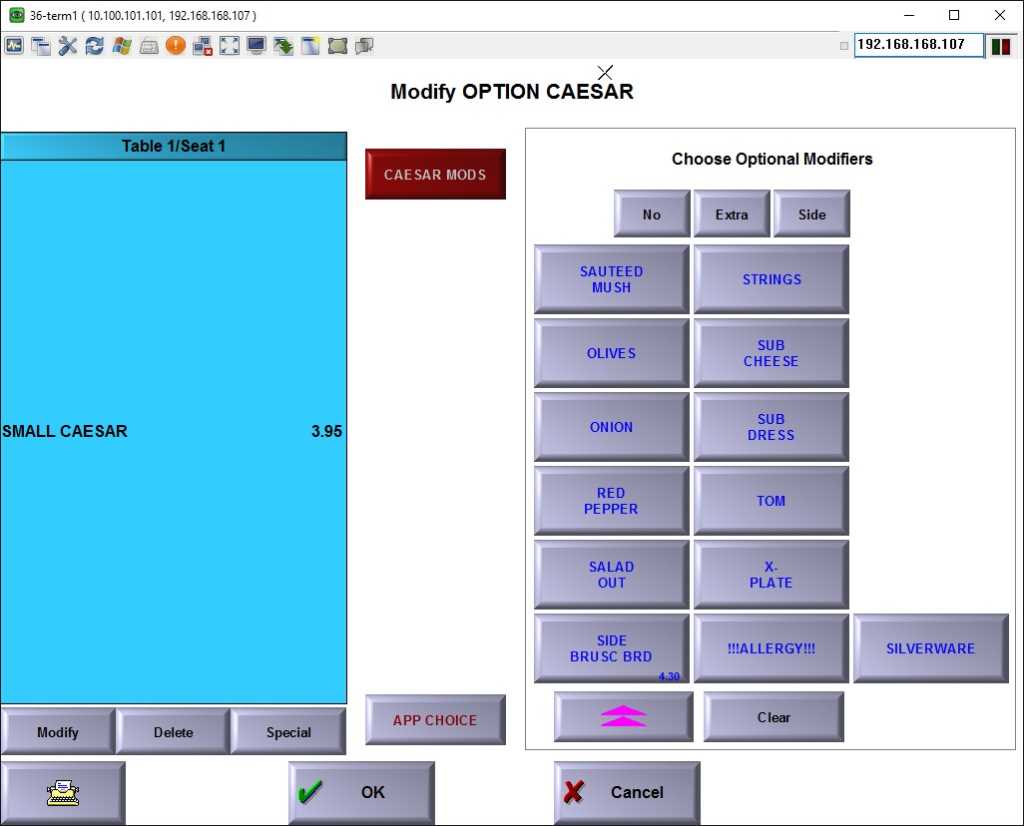 36-term1 ( 10.100.101.101, 192.168.168.107 )
192.168.168.107
Modify OPTION CAESAR
Table 1/Seat 1
SMALL CAESAR 3.95
Modify
Delete
Special
CAESAR MODS
APP CHOICE
Choose Optional Modifiers
No
Extra
Side
SAUTEED
MUSH
STRINGS
OLIVES
SUB
CHEESE
ONION
SUB
DRESS
RED
PEPPER
TOM
SALAD
OUT
X-
PLATE
SIDE
BRUSC BRD
4.30
!!!ALLERGY!!!
SILVERWARE
Clear
OK
Cancel